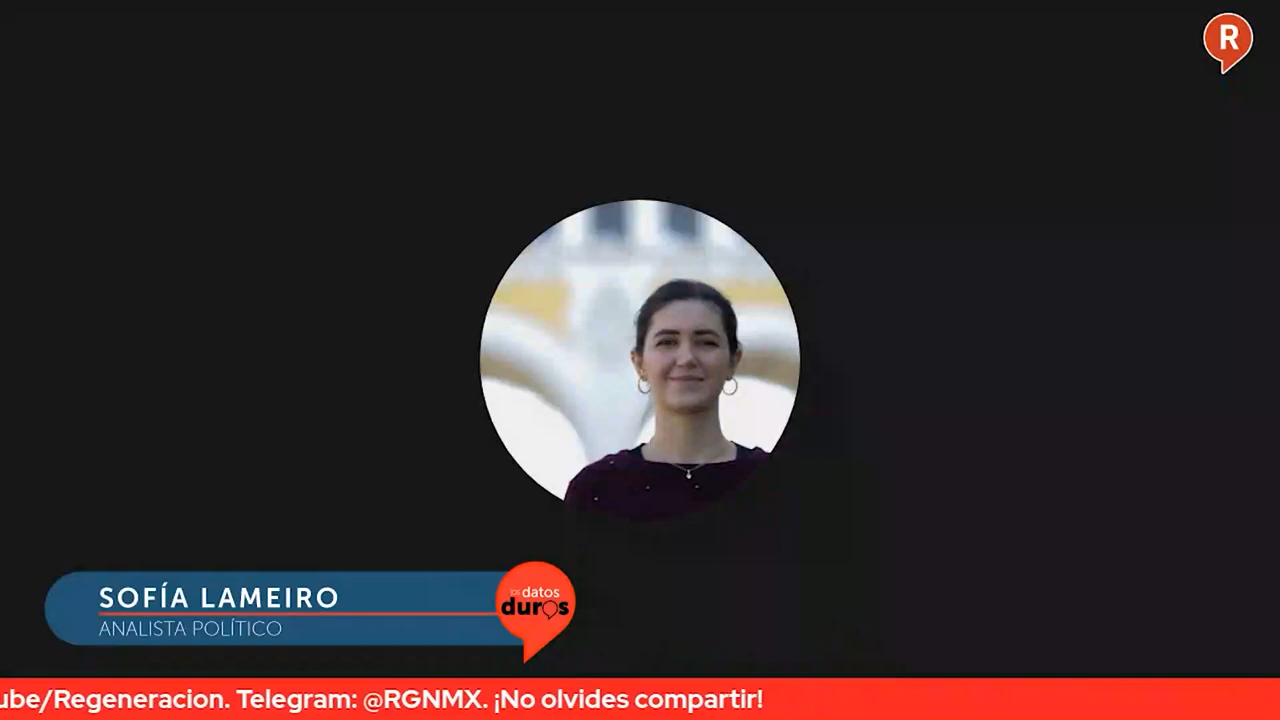 R
SOFÍA LAMEIRO
ANALISTA POLÍTICO
los datos
duros
ube/Regeneracion. Telegram: @RGNMX. ¡No olvides compartir!